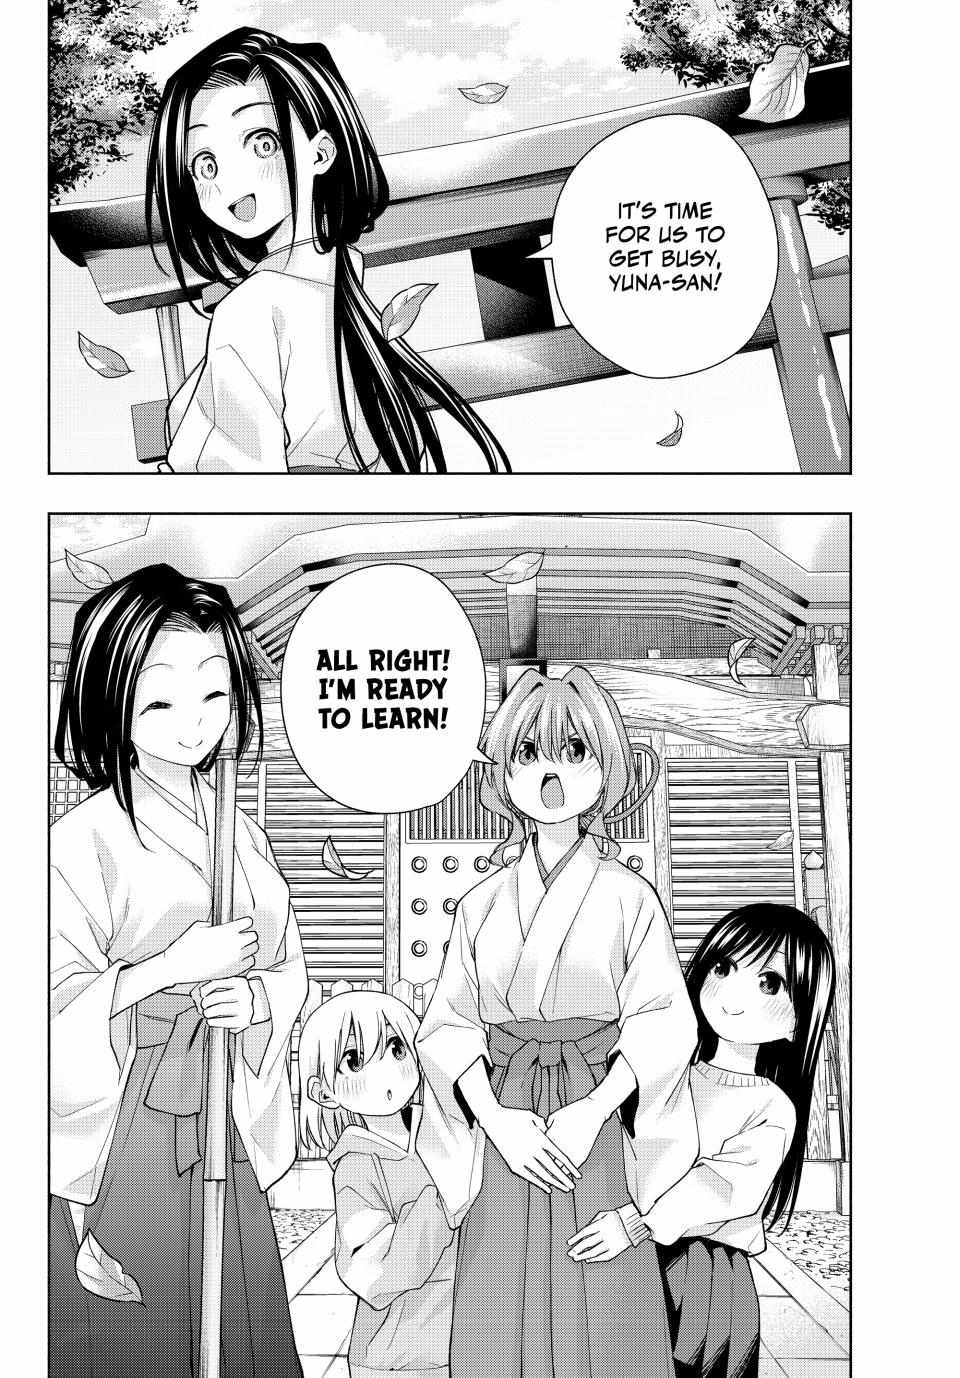 IT'S TIME
FOR US TO
GET BUSY,
YUNA-SAN!
ALL RIGHT!
I'M READY
TO LEARN!